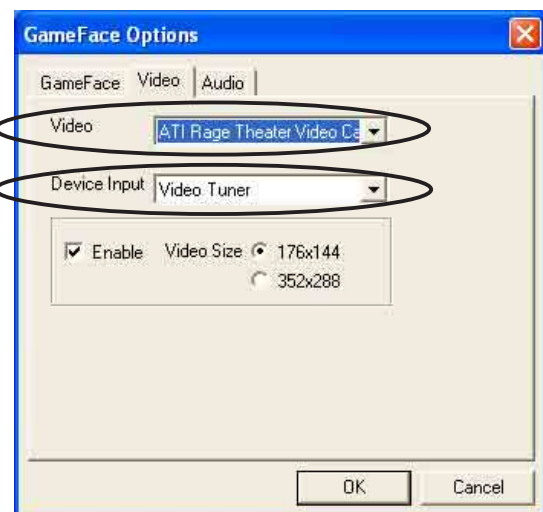 GameFace Options
GameFace Video Audio
Video ATI Rage Theater Video Ca
Device Input Video Tuner
Enable Video Size 176x144
352x288
OK Cancel